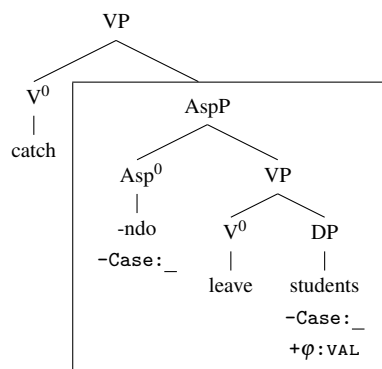 VP
V⁰
catch
AspP
Asp⁰
-ndo
-Case:_
VP
V⁰
leave
DP
students
-Case:_
+φ:VAL